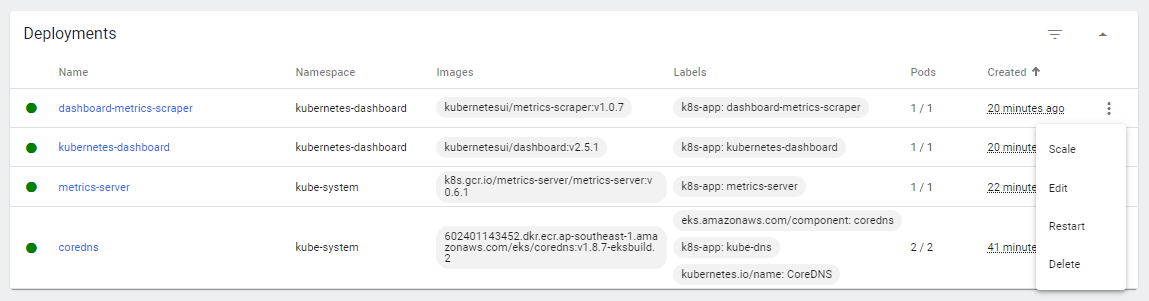 Deployments
Name Namespace Images Labels Pods Created
dashboard-metrics-scraper kubernetes-dashboard kubernetesui/metrics-scraper:v1.0.7 k8s-app: dashboard-metrics-scraper 1 / 1 20 minutes ago
kubernetes-dashboard kubernetes-dashboard kubernetesui/dashboard:v2.5.1 k8s-app: kubernetes-dashboard 1 / 1 20 minute
metrics-server kube-system k8s.gcr.io/metrics-server/metrics-server:v
0.6.1 k8s-app: metrics-server 1 / 1 22 minute
coredns kube-system 602401143452.dkr.ecr.ap-southeast-1.ama
zonaws.com/eks/coredns:v1.8.7-eksbuild.
2 eks.amazonaws.com/component: coredns
k8s-app: kube-dns
kubernetes.io/name: CoreDNS
2 / 2 41 minute
Scale
Edit
Restart
Delete